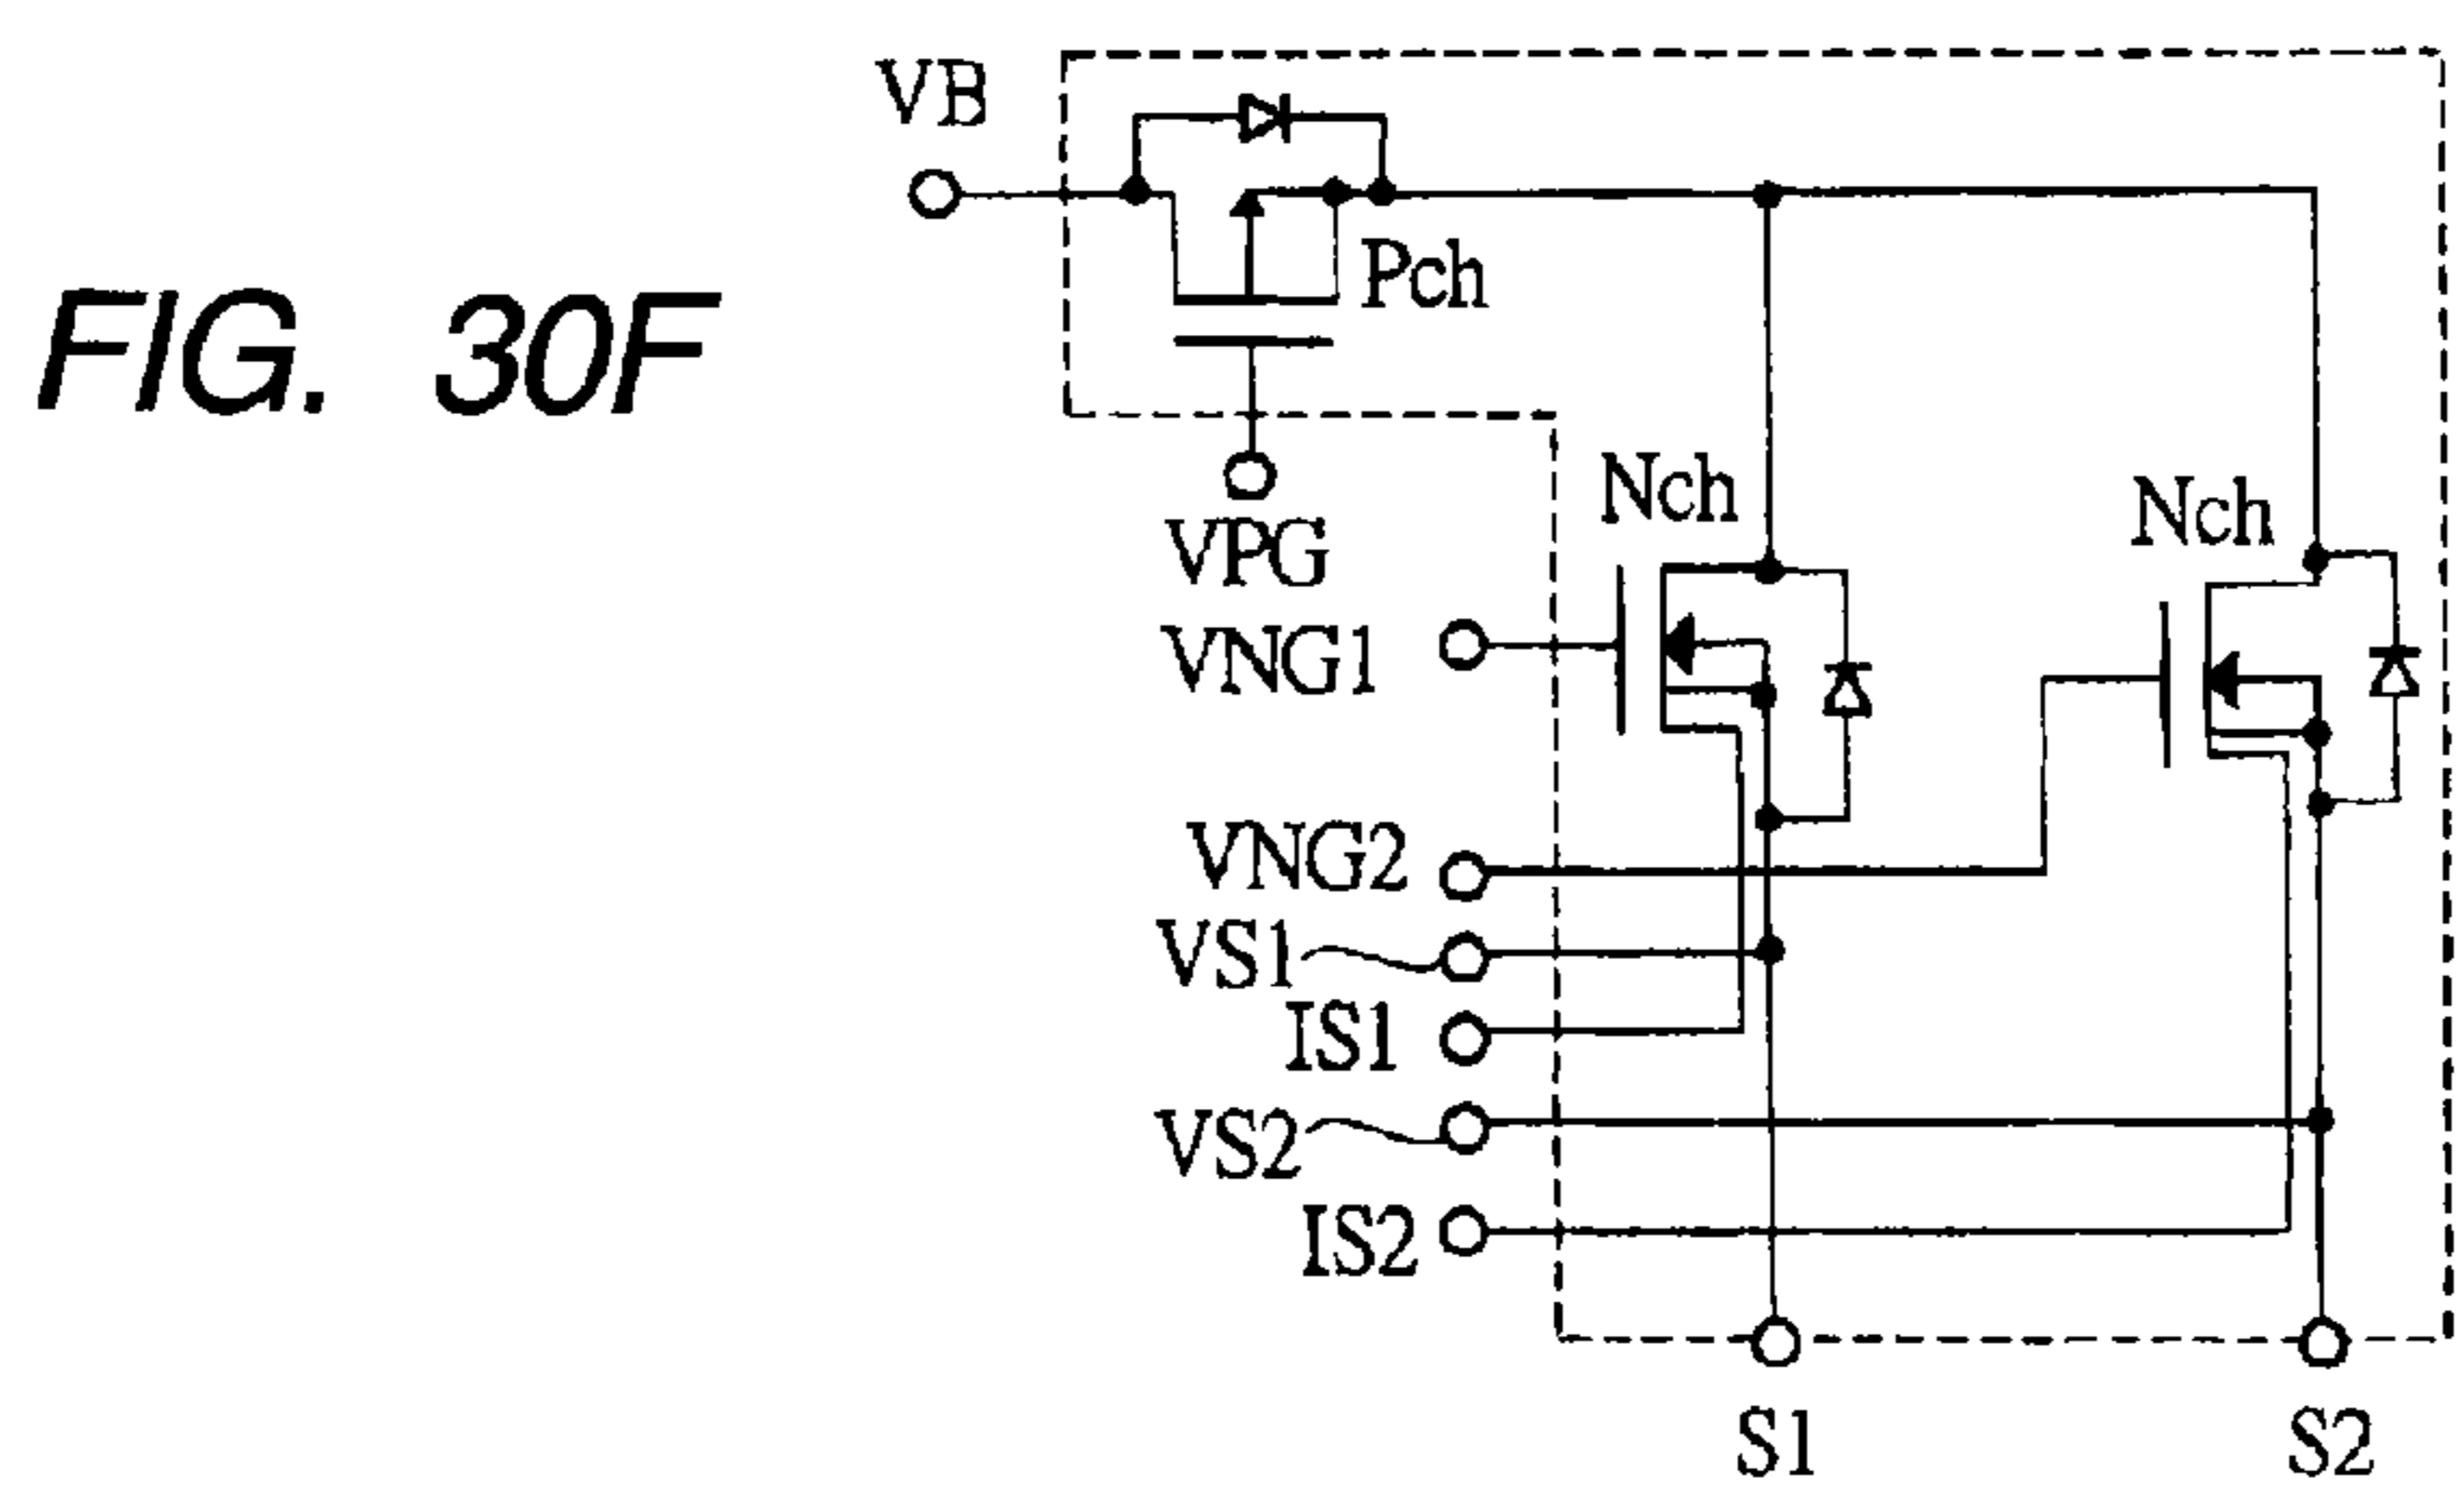 VB
FIG. 30F
Pch
VPG
Nch
Nch
VNG1
VNG2
VS1
IS1
VS2
IS2
S1
S2